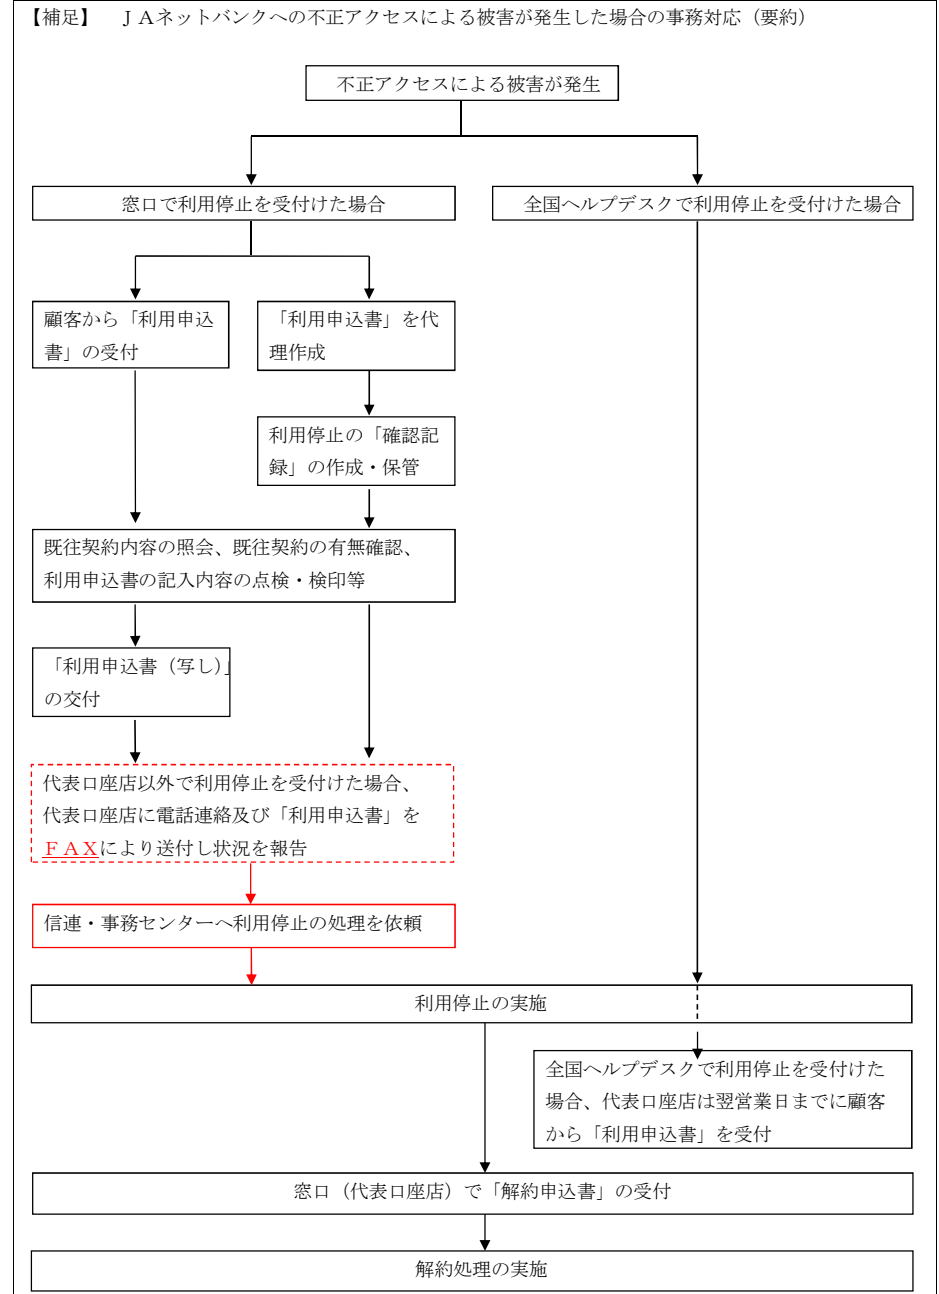 【補足】　ＪＡネットバンクへの不正アクセスによる被害が発生した場合の事務対応（要約）
不正アクセスによる被害が発生
窓口で利用停止を受付けた場合
全国ヘルプデスクで利用停止を受付けた場合
顧客から「利用申込
書」の受付
「利用申込書」を代
理作成
利用停止の「確認記
録」の作成・保管
既往契約内容の照会、既往契約の有無確認、
利用申込書の記入内容の点検・検印等
「利用申込書（写し）」
の交付
代表口座店以外で利用停止を受付けた場合、
代表口座店に電話連絡及び「利用申込書」を
ＦＡＸにより送付し状況を報告
信連・事務センターへ利用停止の処理を依頼
利用停止の実施
全国ヘルプデスクで利用停止を受付けた
場合、代表口座店は翌営業日までに顧客
から「利用申込書」を受付
窓口（代表口座店）で「解約申込書」の受付
解約処理の実施